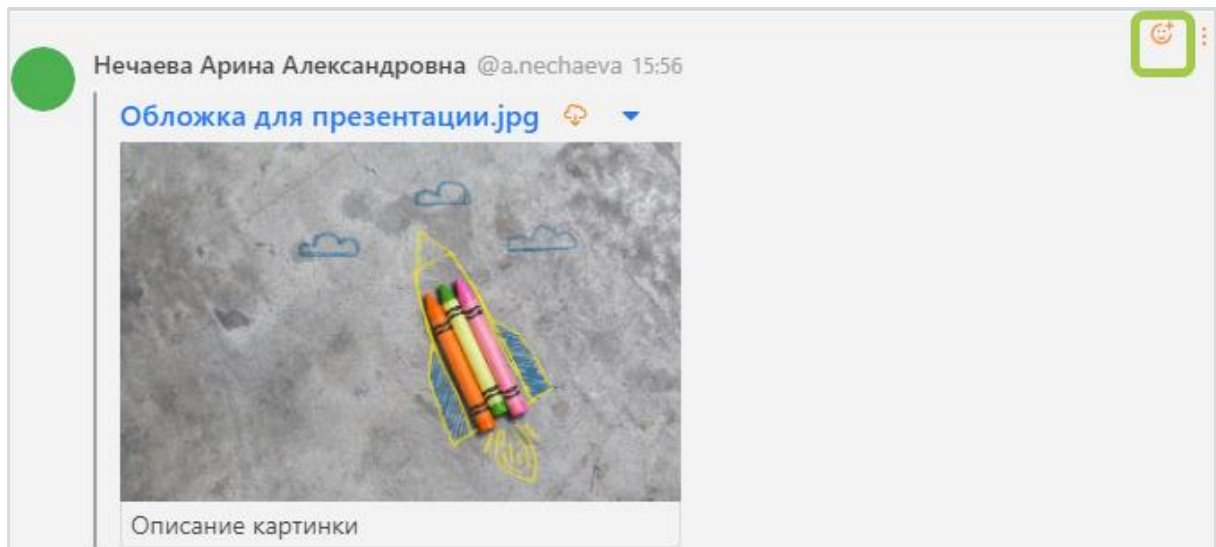 Нечаева Арина Александровна @a.nechaeva 15:56
Обложка для презентации.jpg
Описание картинки